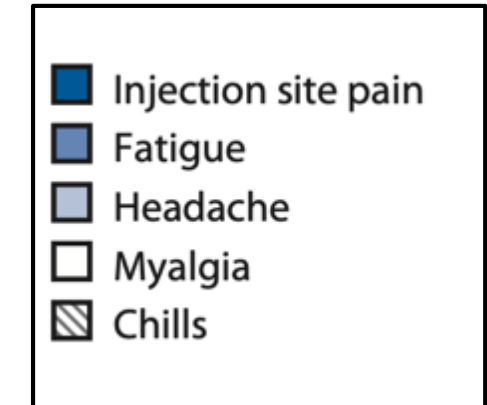 Injection site pain
Fatigue
Headache
Myalgia
Chills